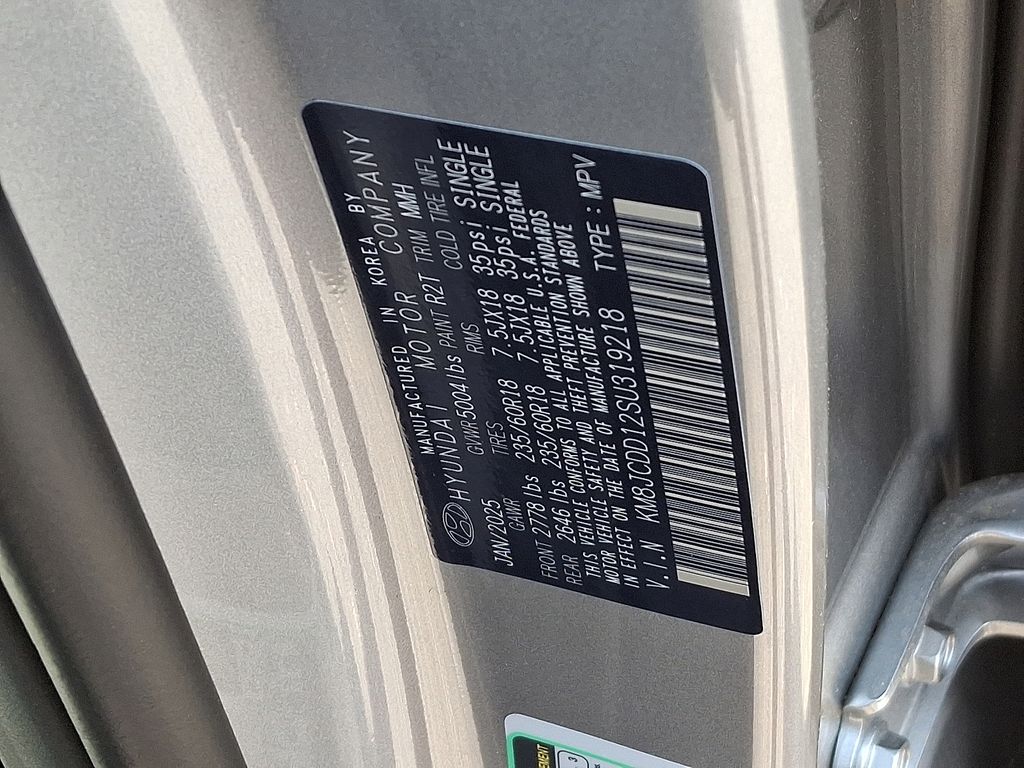 MANUFACTURED IN KOREA BY
HYUNDAI MOTOR COMPANY
JAN/2025 GVWR 5004 lbs PAINT R2T TRIM MMH
GAWR TIRES RIMS COLD TIRE INFL
FRONT 2778 lbs 235/60R18 7.5JX18 35psi SINGLE
REAR 2646 lbs 235/60R18 7.5JX18 35psi SINGLE
THIS VEHICLE CONFORMS TO ALL APPLICABLE U.S.A. FEDERAL
MOTOR VEHICLE SAFETY AND THEFT PREVENTION STANDARDS
IN EFFECT ON THE DATE OF MANUFACTURE SHOWN ABOVE
V.I.N KM8JCDD12SU319218 TYPE : MPV
3